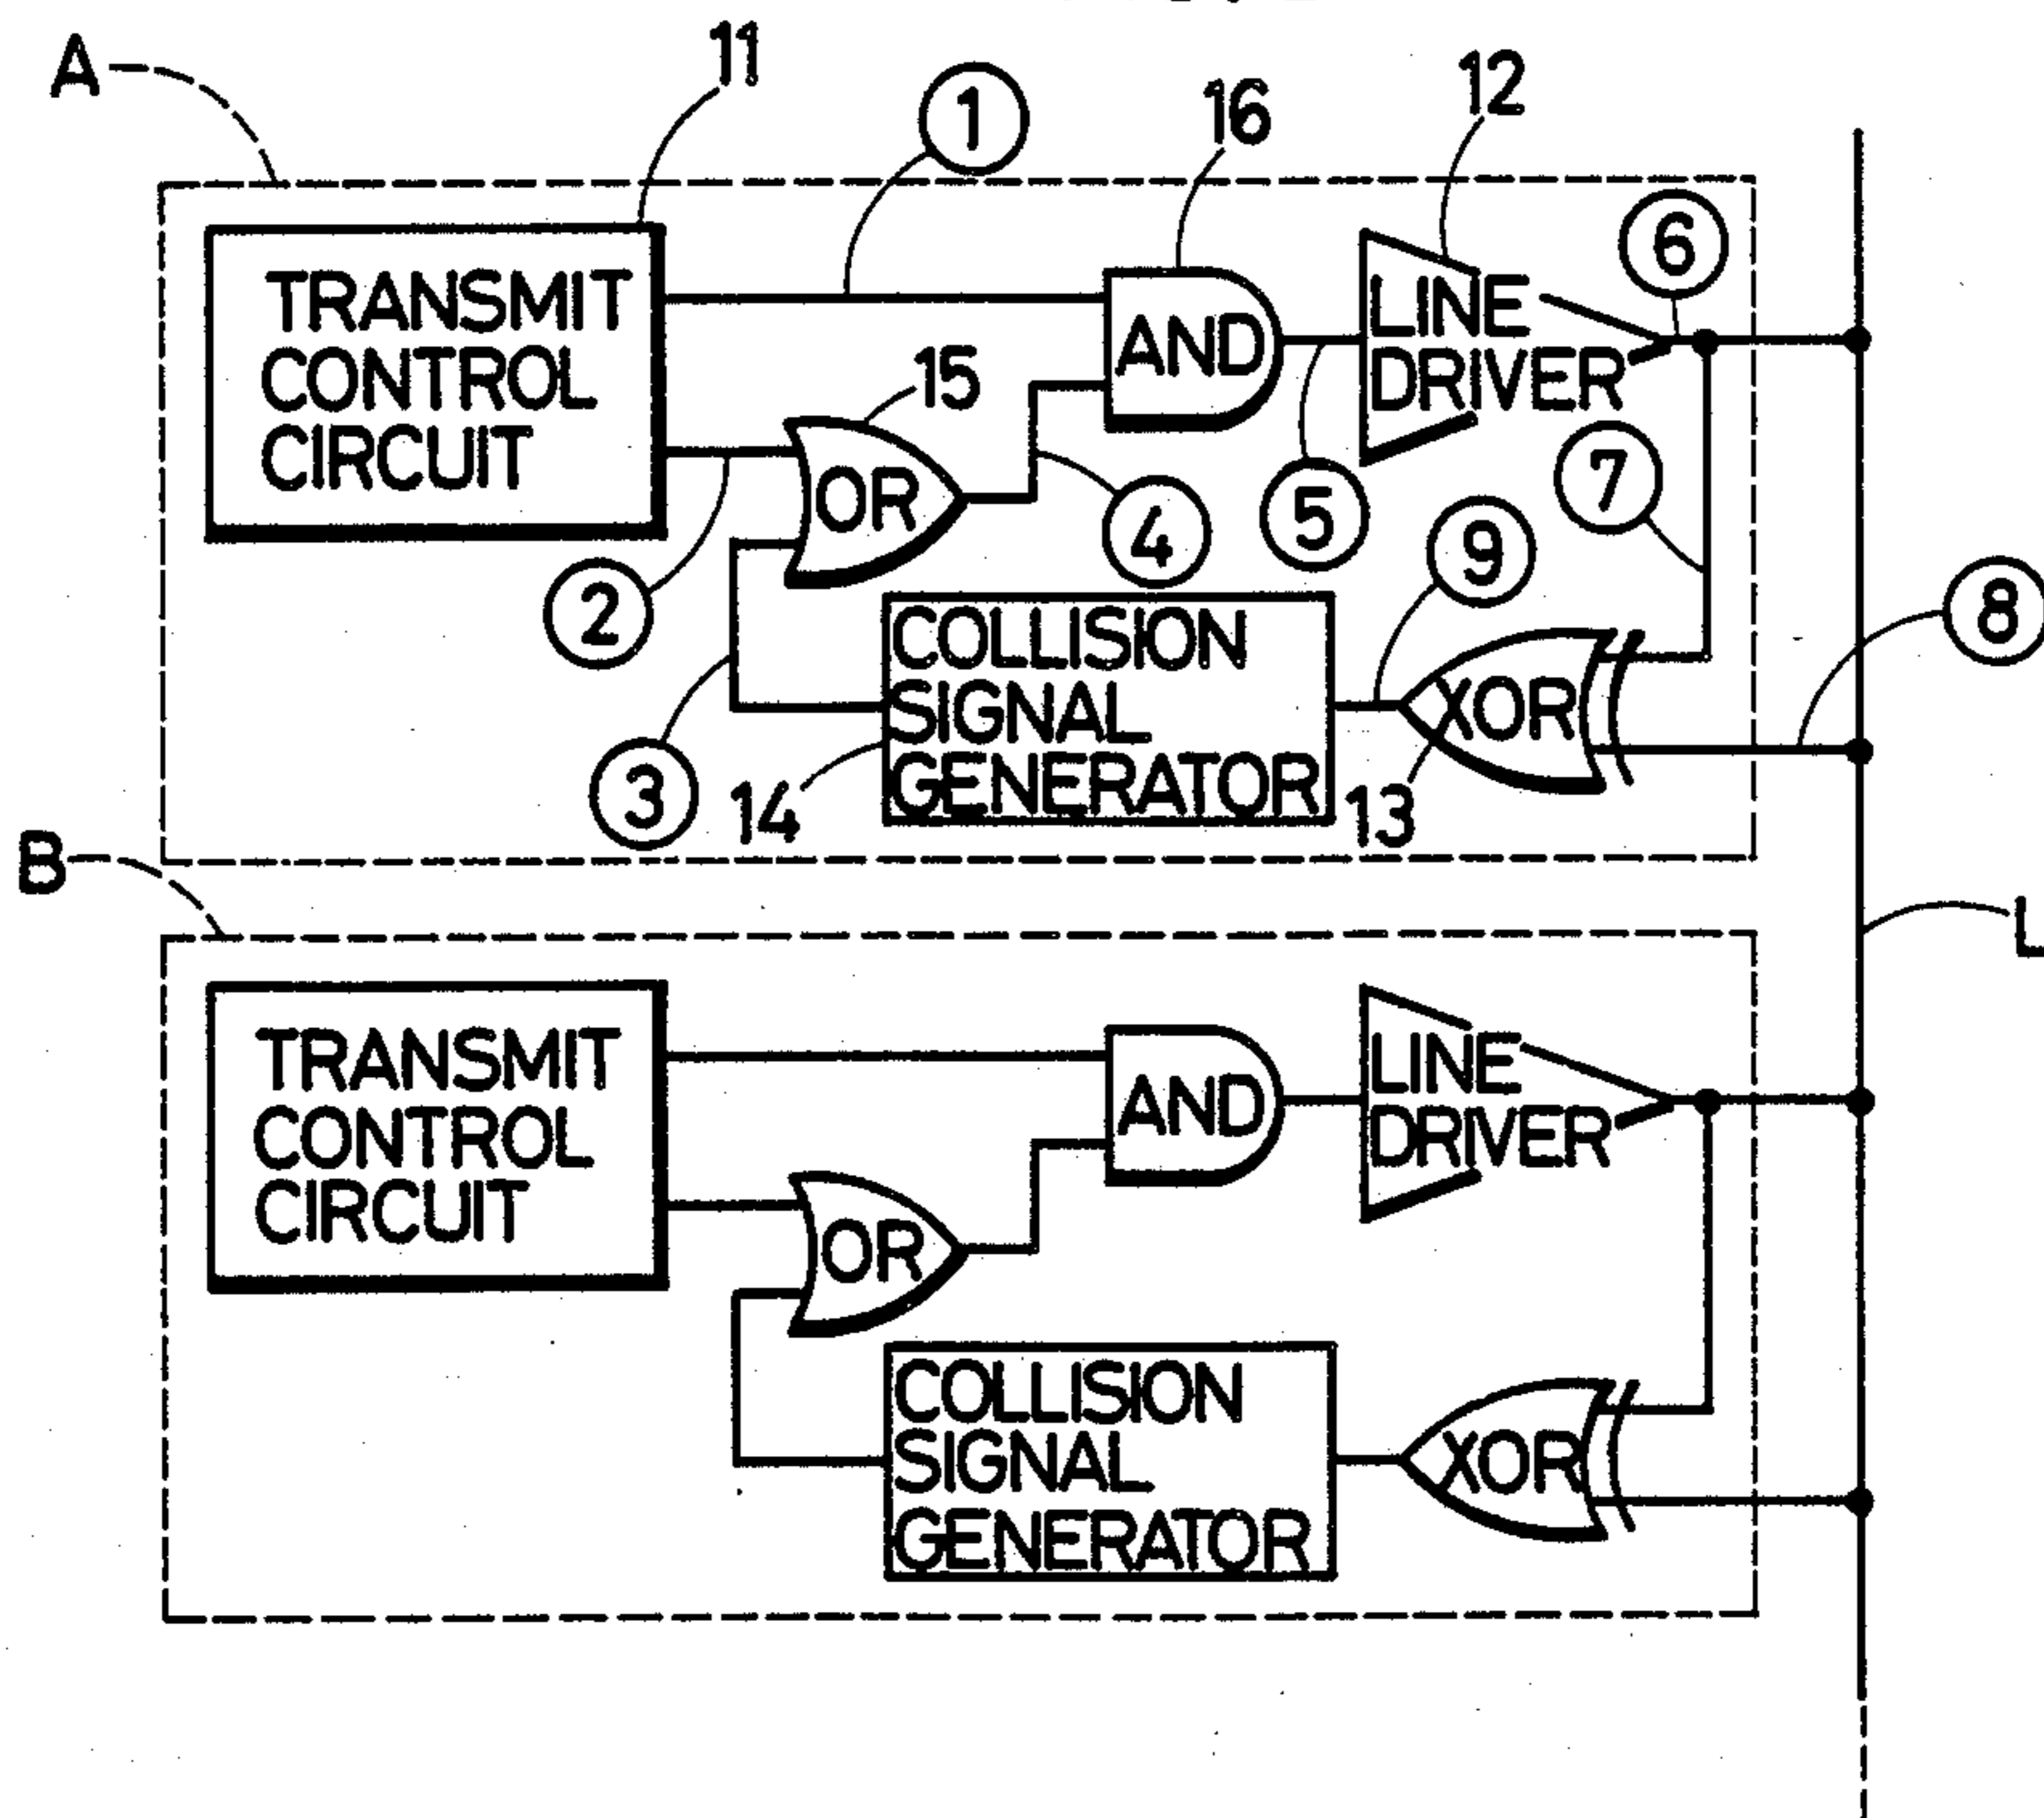 A
11
1
16
12
6
TRANSMIT
CONTROL
CIRCUIT
AND
LINE
DRIVER
15
OR
2
4
5
7
9
8
COLLISION
SIGNAL
GENERATOR
XOR
3
14
13
B
L
TRANSMIT
CONTROL
CIRCUIT
AND
LINE
DRIVER
OR
COLLISION
SIGNAL
GENERATOR
XOR